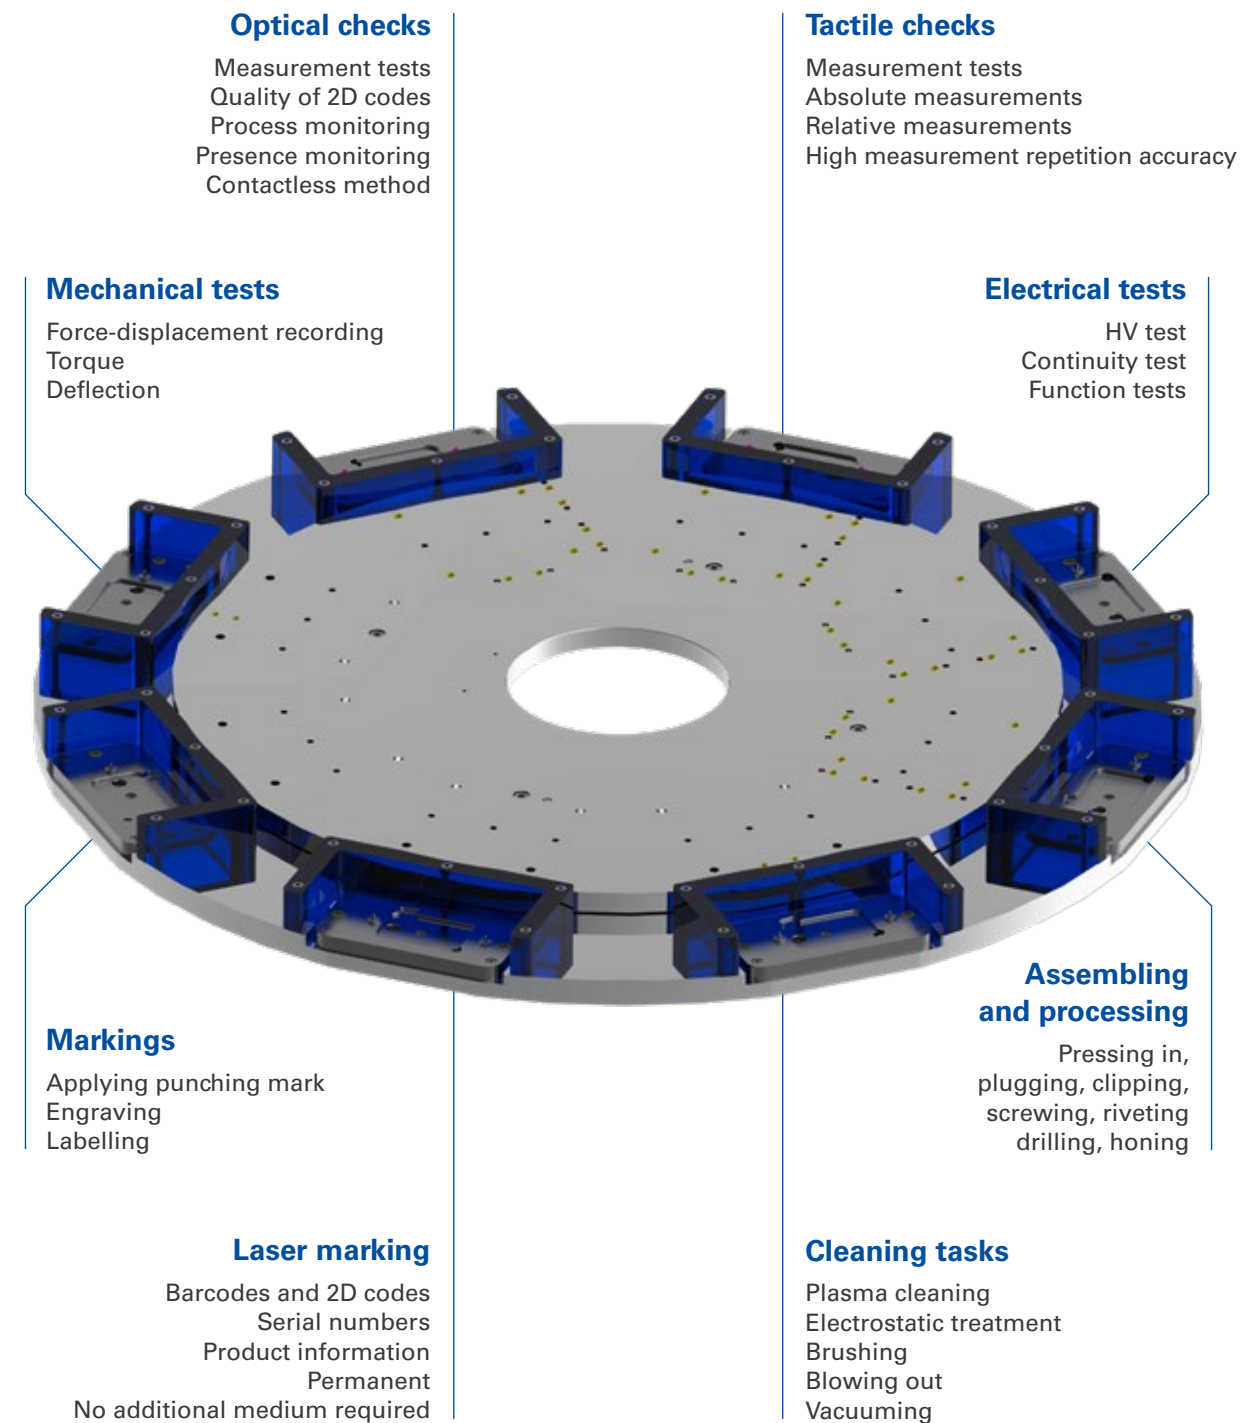 Optical checks
Measurement tests
Quality of 2D codes
Process monitoring
Presence monitoring
Contactless method
Tactile checks
Measurement tests
Absolute measurements
Relative measurements
High measurement repetition accuracy
Mechanical tests
Force-displacement recording
Torque
Deflection
Electrical tests
HV test
Continuity test
Function tests
Markings
Applying punching mark
Engraving
Labelling
Assembling
and processing
Pressing in,
plugging, clipping,
screwing, riveting
drilling, honing
Laser marking
Barcodes and 2D codes
Serial numbers
Product information
Permanent
No additional medium required
Cleaning tasks
Plasma cleaning
Electrostatic treatment
Brushing
Blowing out
Vacuuming